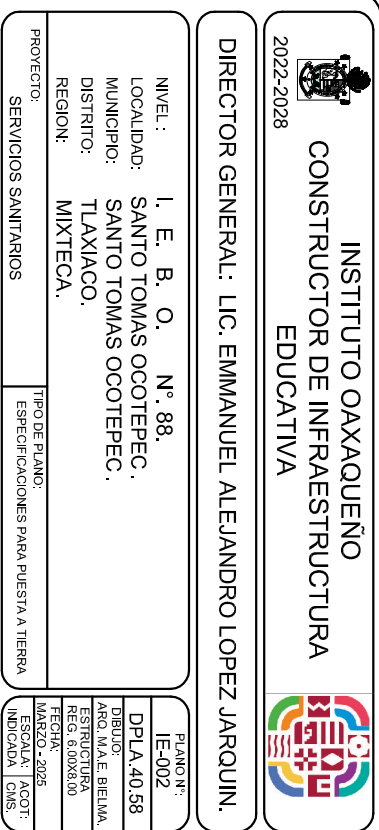 INSTITUTO OAXAQUEÑO
CONSTRUCTOR DE INFRAESTRUCTURA
EDUCATIVA
2022-2028
DIRECTOR GENERAL: LIC. EMMANUEL ALEJANDRO LOPEZ JARQUIN.
NIVEL : I. E. B. O. N°. 88.
LOCALIDAD: SANTO TOMAS OCOTEPEC .
MUNICIPIO: SANTO TOMAS OCOTEPEC .
DISTRITO: TLAXIACO.
REGION: MIXTECA.
PROYECTO:
SERVICIOS SANITARIOS
TIPO DE PLANO:
ESPECIFICACIONES PARA PUESTA A TIERRA
PLANO N°:
IE-002
DPLA.40.58
DIBUJO:
ARQ. M.A.E. BIELMA.
ESTRUCTURA
REG. 6.00X8.00
FECHA:
MARZO - 2025
ESCALA: ACOT:
INDICADA CMS.